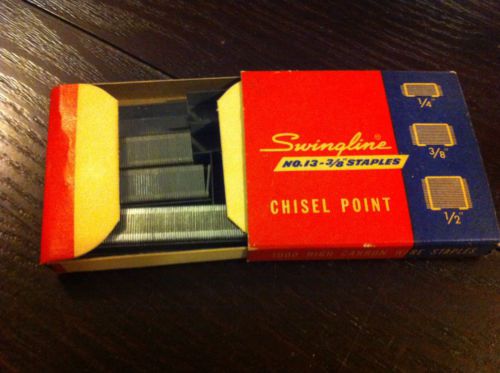 Swingline®
NO.13-3/8" STAPLES
CHISEL POINT
1/4"
3/8"
1/2"
1000 HIGH CARBON WIRE STAPLES